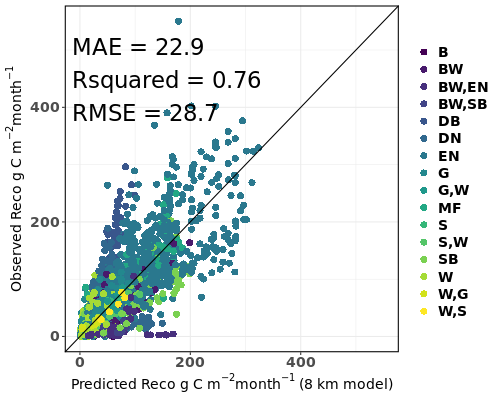 MAE = 22.9
Rsquared = 0.76
RMSE = 28.7
Observed Reco g C m⁻²month⁻¹
400
200
0
0 200 400
Predicted Reco g C m⁻²month⁻¹ (8 km model)
B
BW
BW,EN
BW,SB
DB
DN
EN
G
G,W
MF
S
S,W
SB
W
W,G
W,S